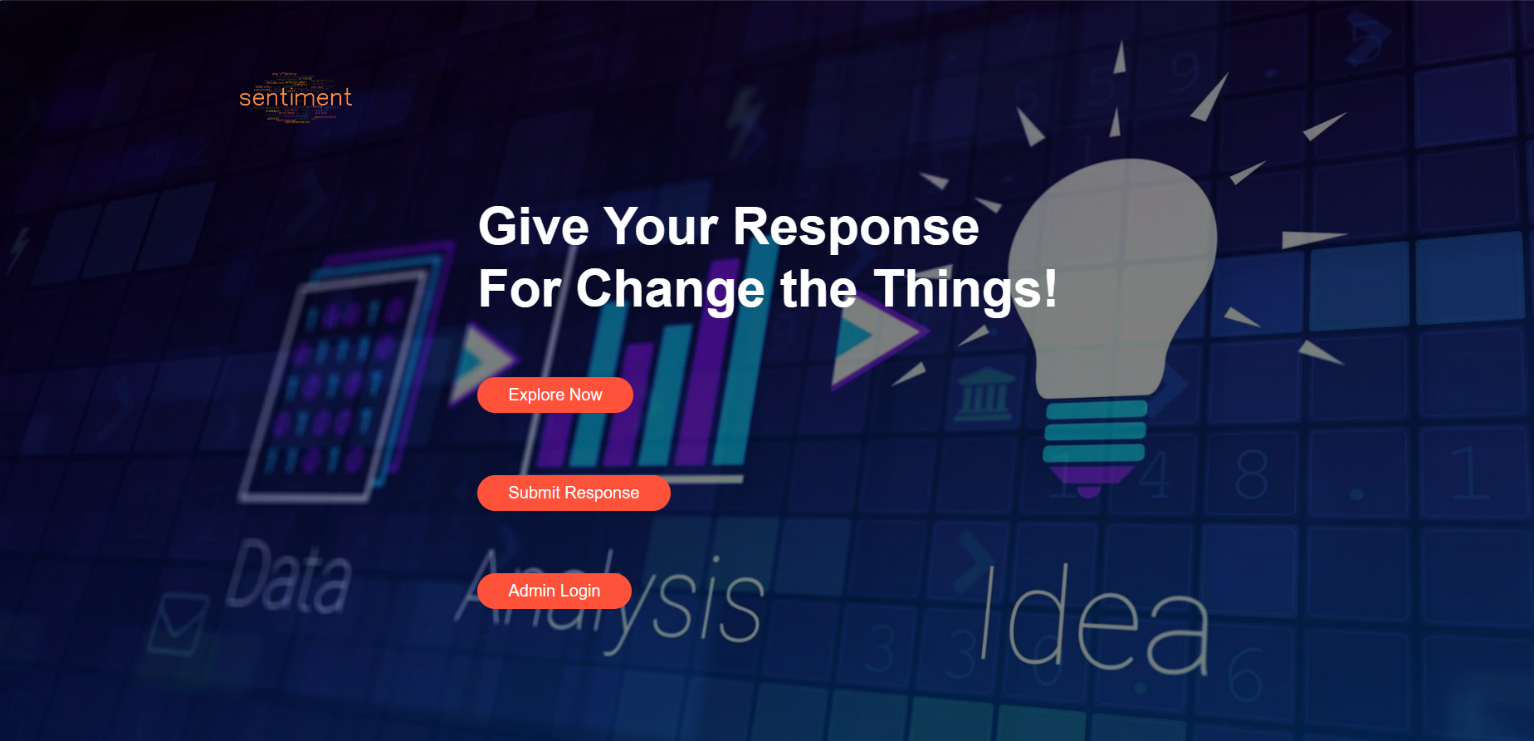 sentiment
Give Your Response
For Change the Things!
Explore Now
Submit Response
Admin Login
Data
Analysis
Idea